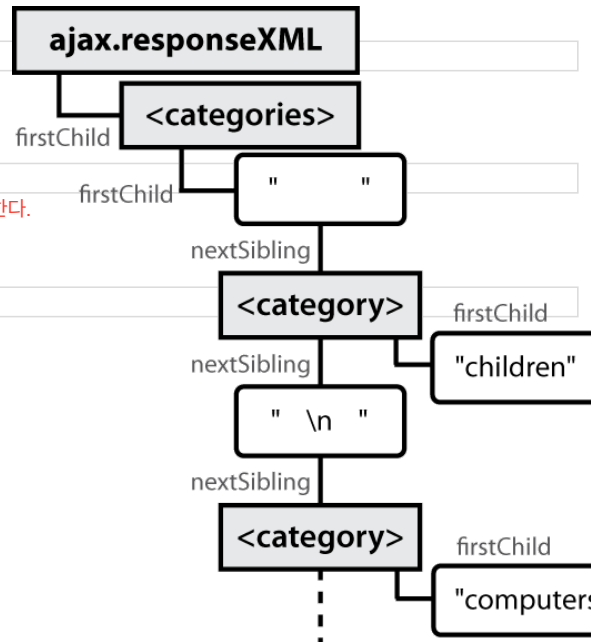 ajax.responseXML
firstChild
<categories>
firstChild
" "
nextSibling
<category>
firstChild
"children"
nextSibling
" \n "
nextSibling
<category>
firstChild
"computers